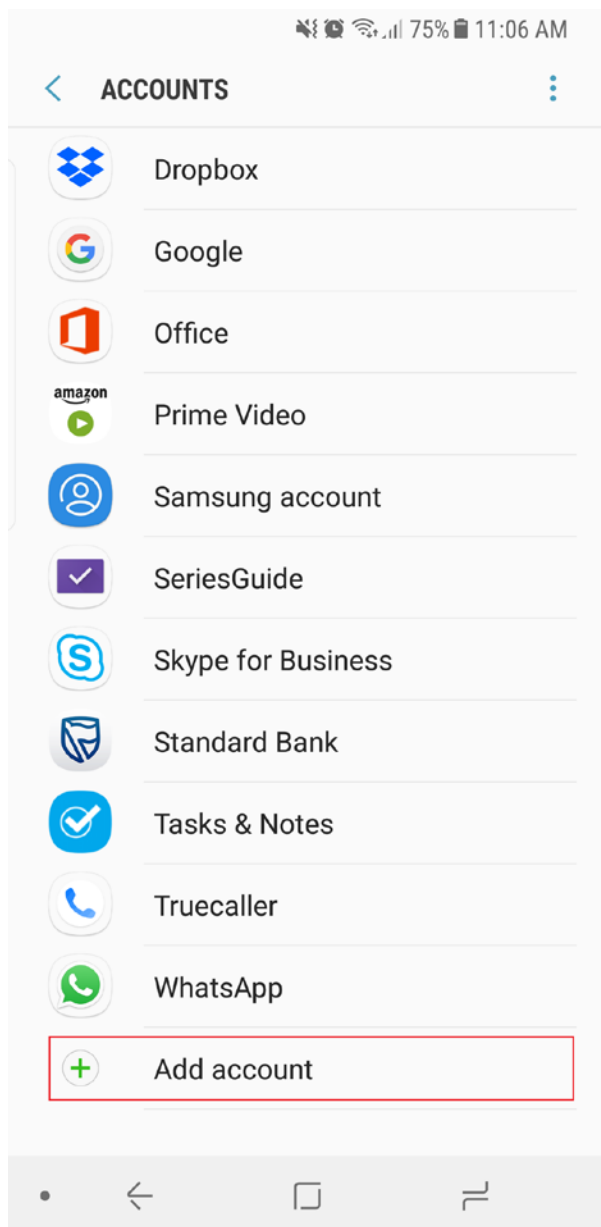 75% 11:06 AM
ACCOUNTS
Dropbox
Google
Office
amazon
Prime Video
Samsung account
SeriesGuide
Skype for Business
Standard Bank
Tasks & Notes
Truecaller
WhatsApp
Add account